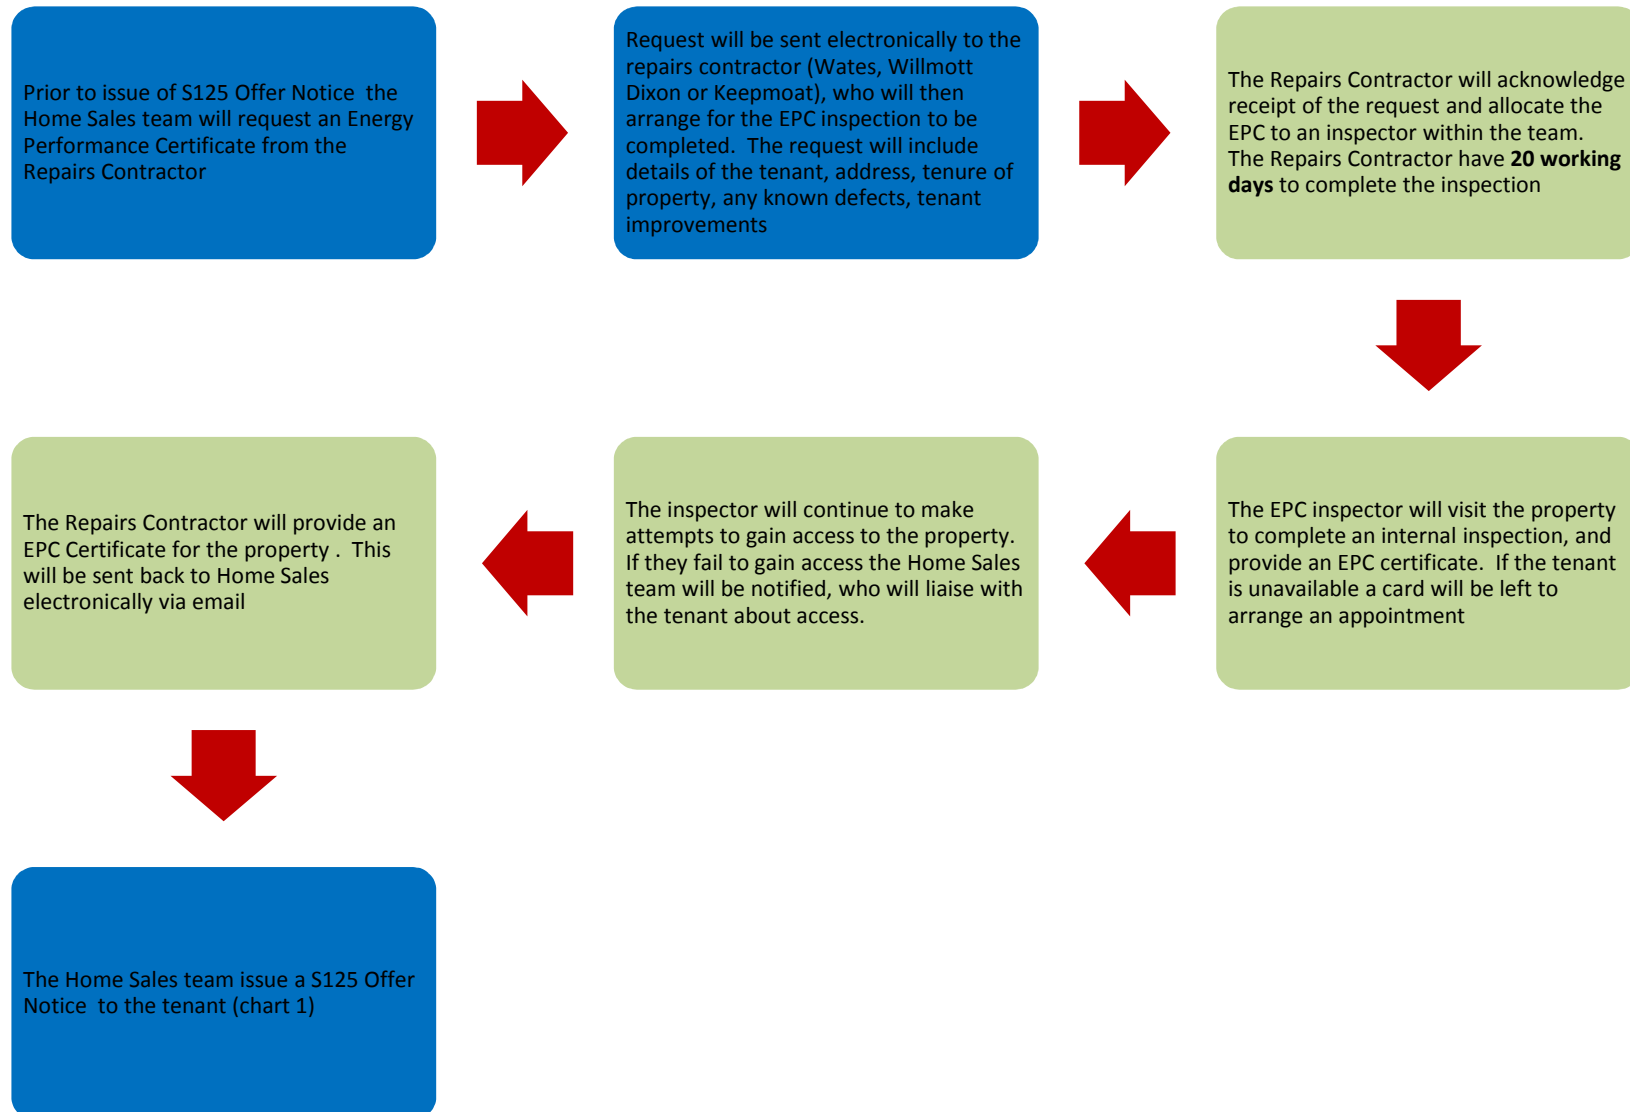 Prior to issue of S125 Offer Notice the
Home Sales team will request an Energy
Performance Certificate from the
Repairs Contractor
Request will be sent electronically to the
repairs contractor (Wates, Willmott
Dixon or Keepmoat), who will then
arrange for the EPC inspection to be
completed. The request will include
details of the tenant, address, tenure of
property, any known defects, tenant
improvements
The Repairs Contractor will acknowledge
receipt of the request and allocate the
EPC to an inspector within the team.
The Repairs Contractor have 20 working
days to complete the inspection
The EPC inspector will visit the property
to complete an internal inspection, and
provide an EPC certificate. If the tenant
is unavailable a card will be left to
arrange an appointment
The inspector will continue to make
attempts to gain access to the property.
If they fail to gain access the Home Sales
team will be notified, who will liaise with
the tenant about access.
The Repairs Contractor will provide an
EPC Certificate for the property . This
will be sent back to Home Sales
electronically via email
The Home Sales team issue a S125 Offer
Notice to the tenant (chart 1)